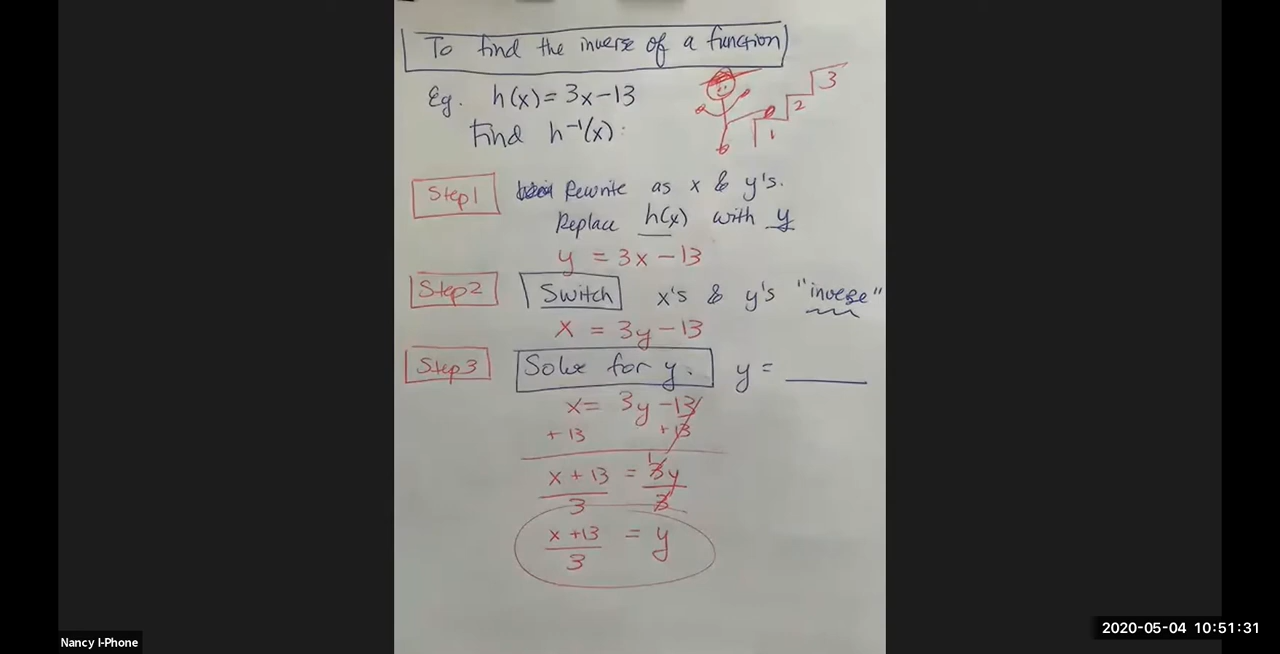 To find the inverse of a function
Eg. h(x) = 3x-13
Find h⁻¹(x):
1 2 3
Step 1 Rewrite as x & y's.
Replace h(x) with y
y = 3x - 13
Step 2 Switch x's & y's "inverse"
x = 3y - 13
Step 3 Solve for y. y = ______
x = 3y - 13
+ 13 + 13
x + 13 = 3y
3 3
1
x + 13 = y
3
Nancy I-Phone
2020-05-04 10:51:31